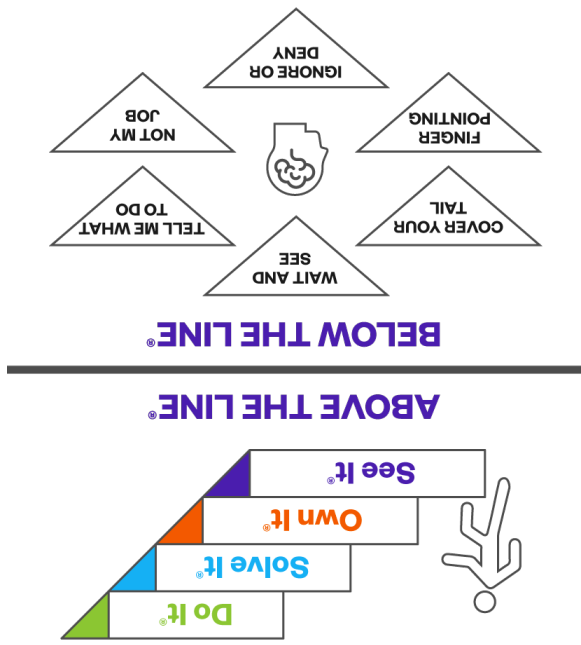 Do It®
Solve It®
Own It®
See It®
ABOVE THE LINE®
BELOW THE LINE®
WAIT AND
SEE
COVER YOUR
TAIL
TELL ME WHAT
TO DO
FINGER
POINTING
NOT MY
JOB
IGNORE OR
DENY